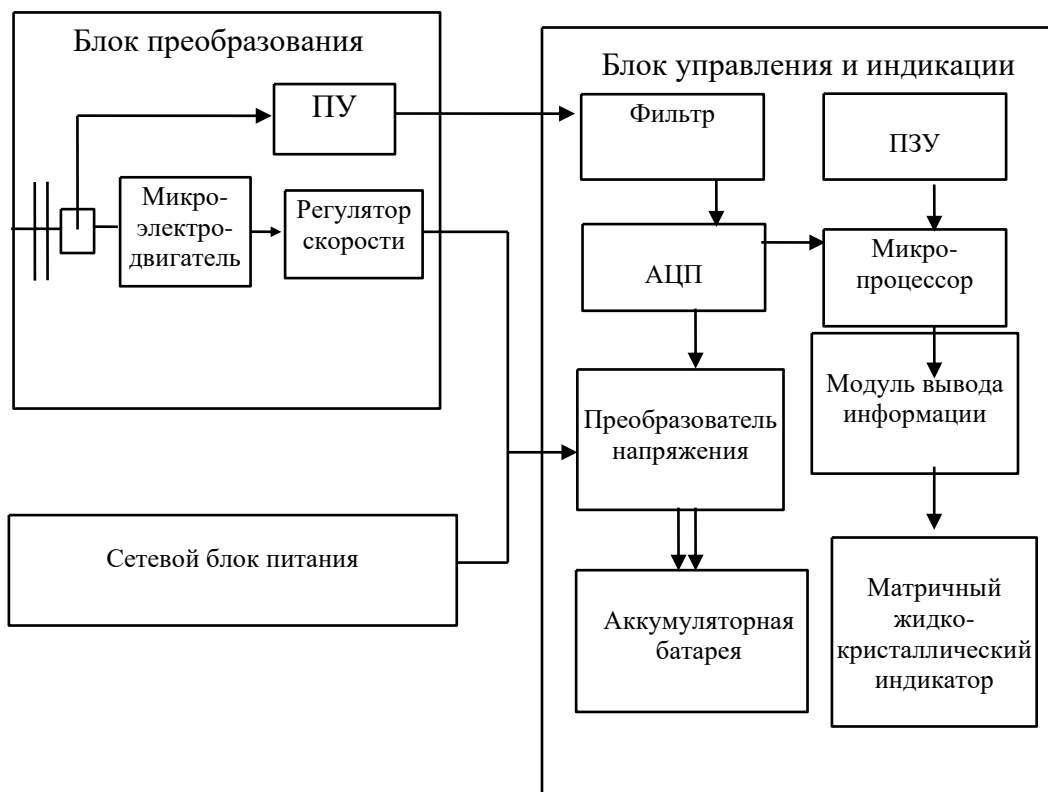 Блок преобразования
ПУ
Микро-
электро-
двигатель
Регулятор
скорости
Сетевой блок питания
Блок управления и индикации
Фильтр
ПЗУ
АЦП
Микро-
процессор
Преобразователь
напряжения
Модуль вывода
информации
Аккумуляторная
батарея
Матричный
жидко-
кристаллический
индикатор